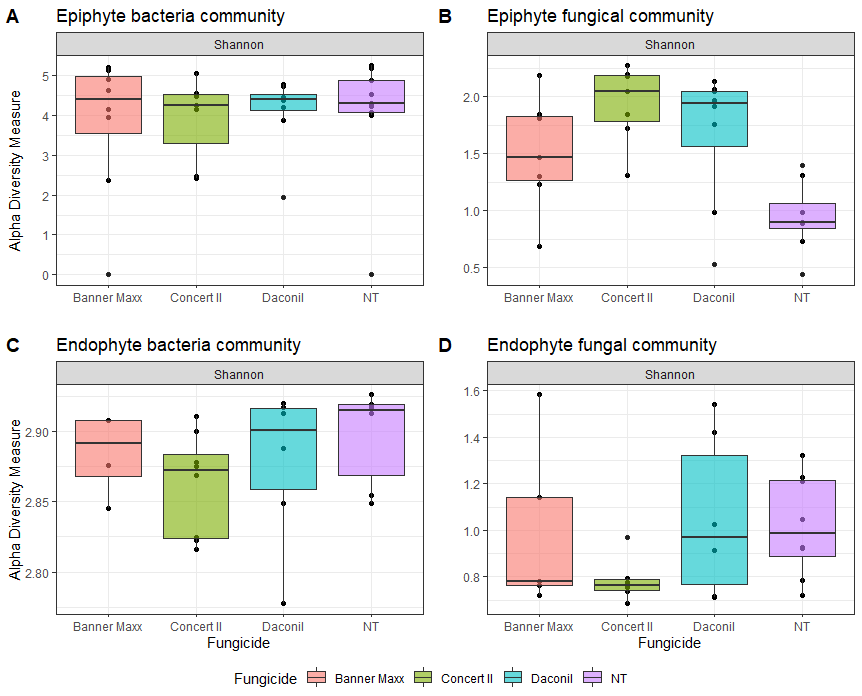 A Epiphyte bacteria community
Shannon
Alpha Diversity Measure
5
4
3
2
1
0
Banner Maxx Concert II Daconil NT
B Epiphyte fungical community
Shannon
2.0
1.5
1.0
0.5
Banner Maxx Concert II Daconil NT
C Endophyte bacteria community
Shannon
Alpha Diversity Measure
2.90
2.85
2.80
Banner Maxx Concert II Daconil NT
Fungicide
D Endophyte fungal community
Shannon
1.6
1.4
1.2
1.0
0.8
Banner Maxx Concert II Daconil NT
Fungicide
Fungicide Banner Maxx Concert II Daconil NT